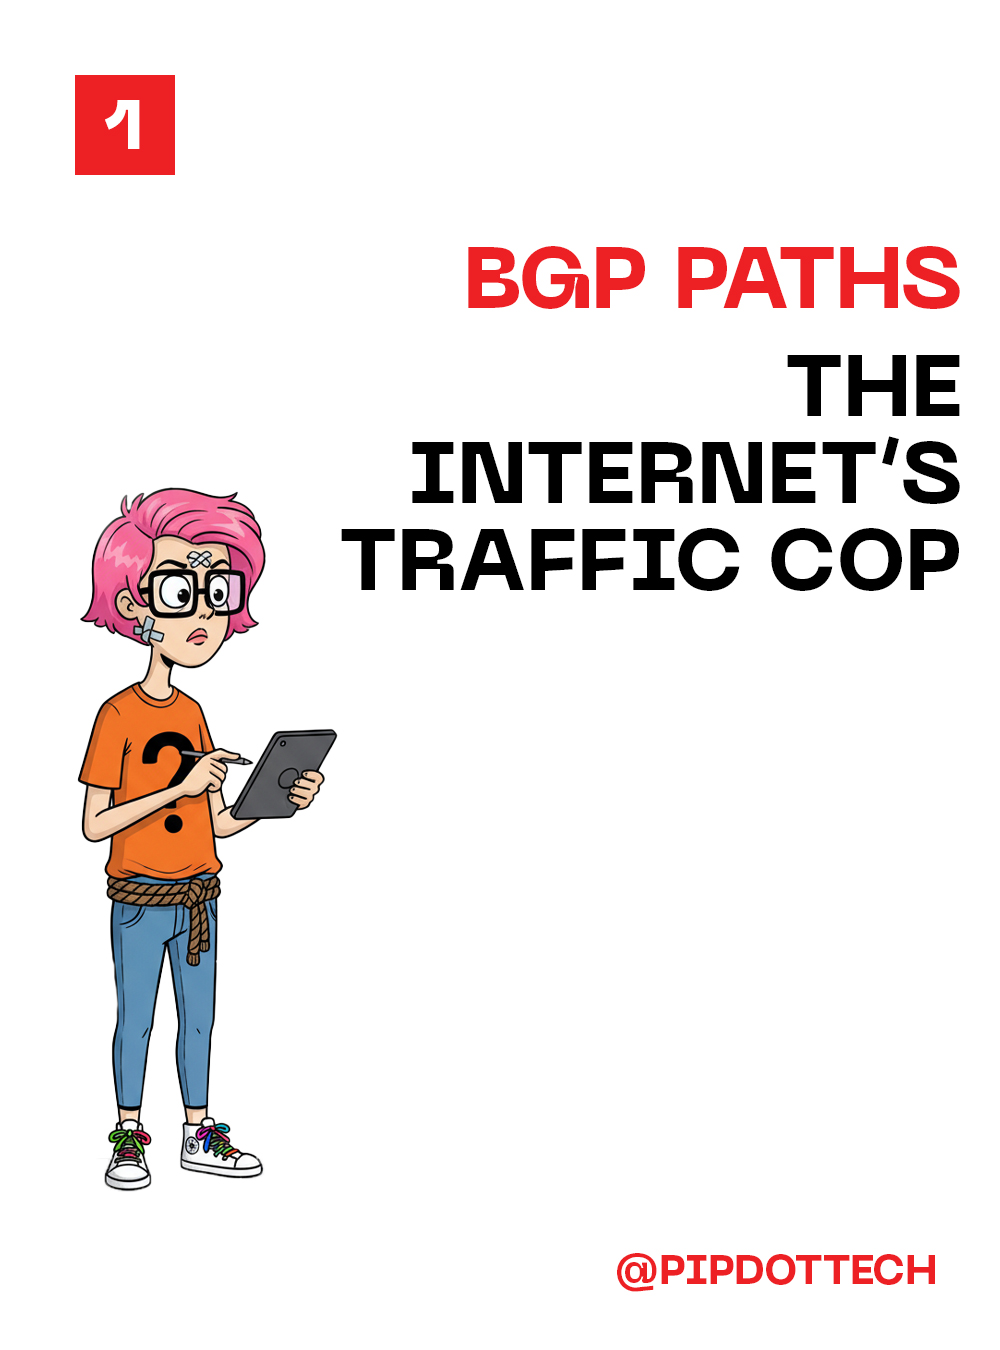 1
BGP PATHS
THE
INTERNET'S
TRAFFIC COP
?
@PIPDOTTECH